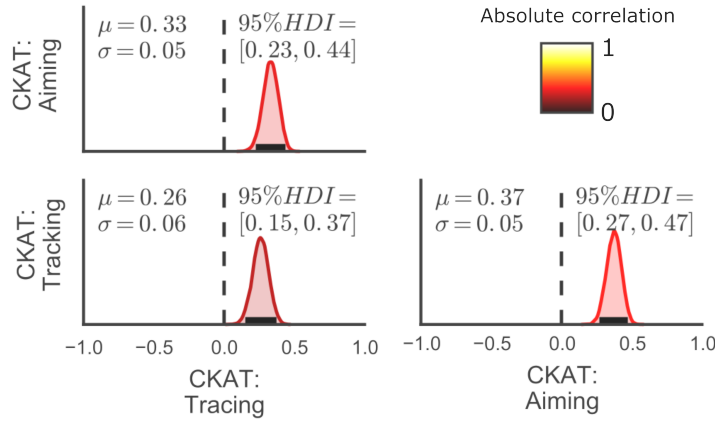 Absolute correlation
1
0
CKAT:
Aiming
μ = 0.33
σ = 0.05
95%HDI =
[0.23, 0.44]
CKAT:
Tracking
μ = 0.26
σ = 0.06
95%HDI =
[0.15, 0.37]
μ = 0.37
σ = 0.05
95%HDI =
[0.27, 0.47]
−1.0 −0.5 0.0 0.5 1.0
−1.0 −0.5 0.0 0.5 1.0
CKAT:
Tracing
CKAT:
Aiming